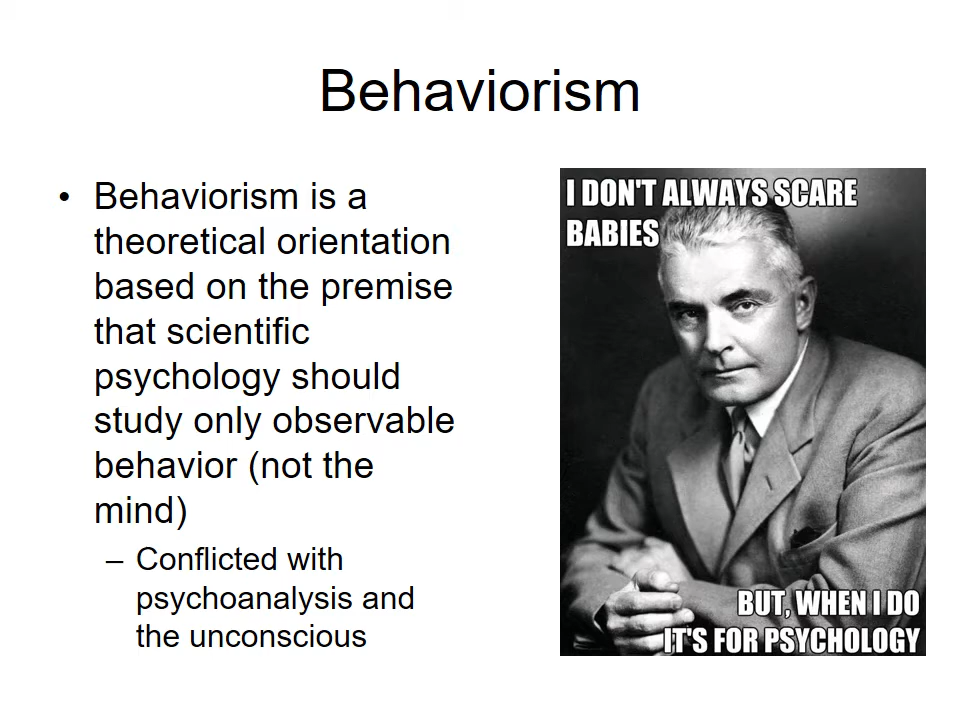 Behaviorism
• Behaviorism is a
theoretical orientation
based on the premise
that scientific
psychology should
study only observable
behavior (not the
mind)
– Conflicted with
psychoanalysis and
the unconscious
I DON'T ALWAYS SCARE
BABIES
BUT, WHEN I DO
IT'S FOR PSYCHOLOGY